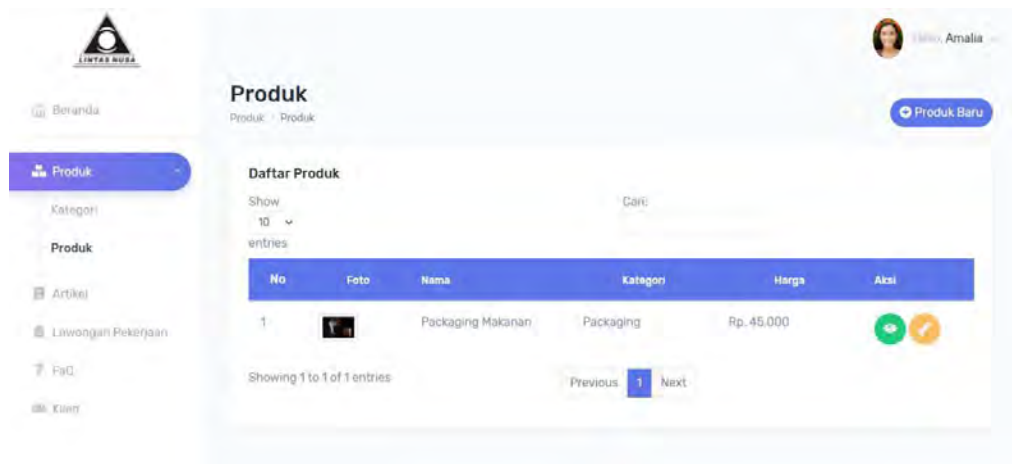 LINTAS NUSA
Amalia
Produk
Produk Produk
Produk Baru
Beranda
Produk
Kategori
Produk
Artikel
Lowongan Pekerjaan
FaQ
Klien
Daftar Produk
Show
10
entries
Cari:
No Foto Nama Kategori Harga Aksi
1 Packaging Makanan Packaging Rp. 45.000
Showing 1 to 1 of 1 entries
Previous 1 Next